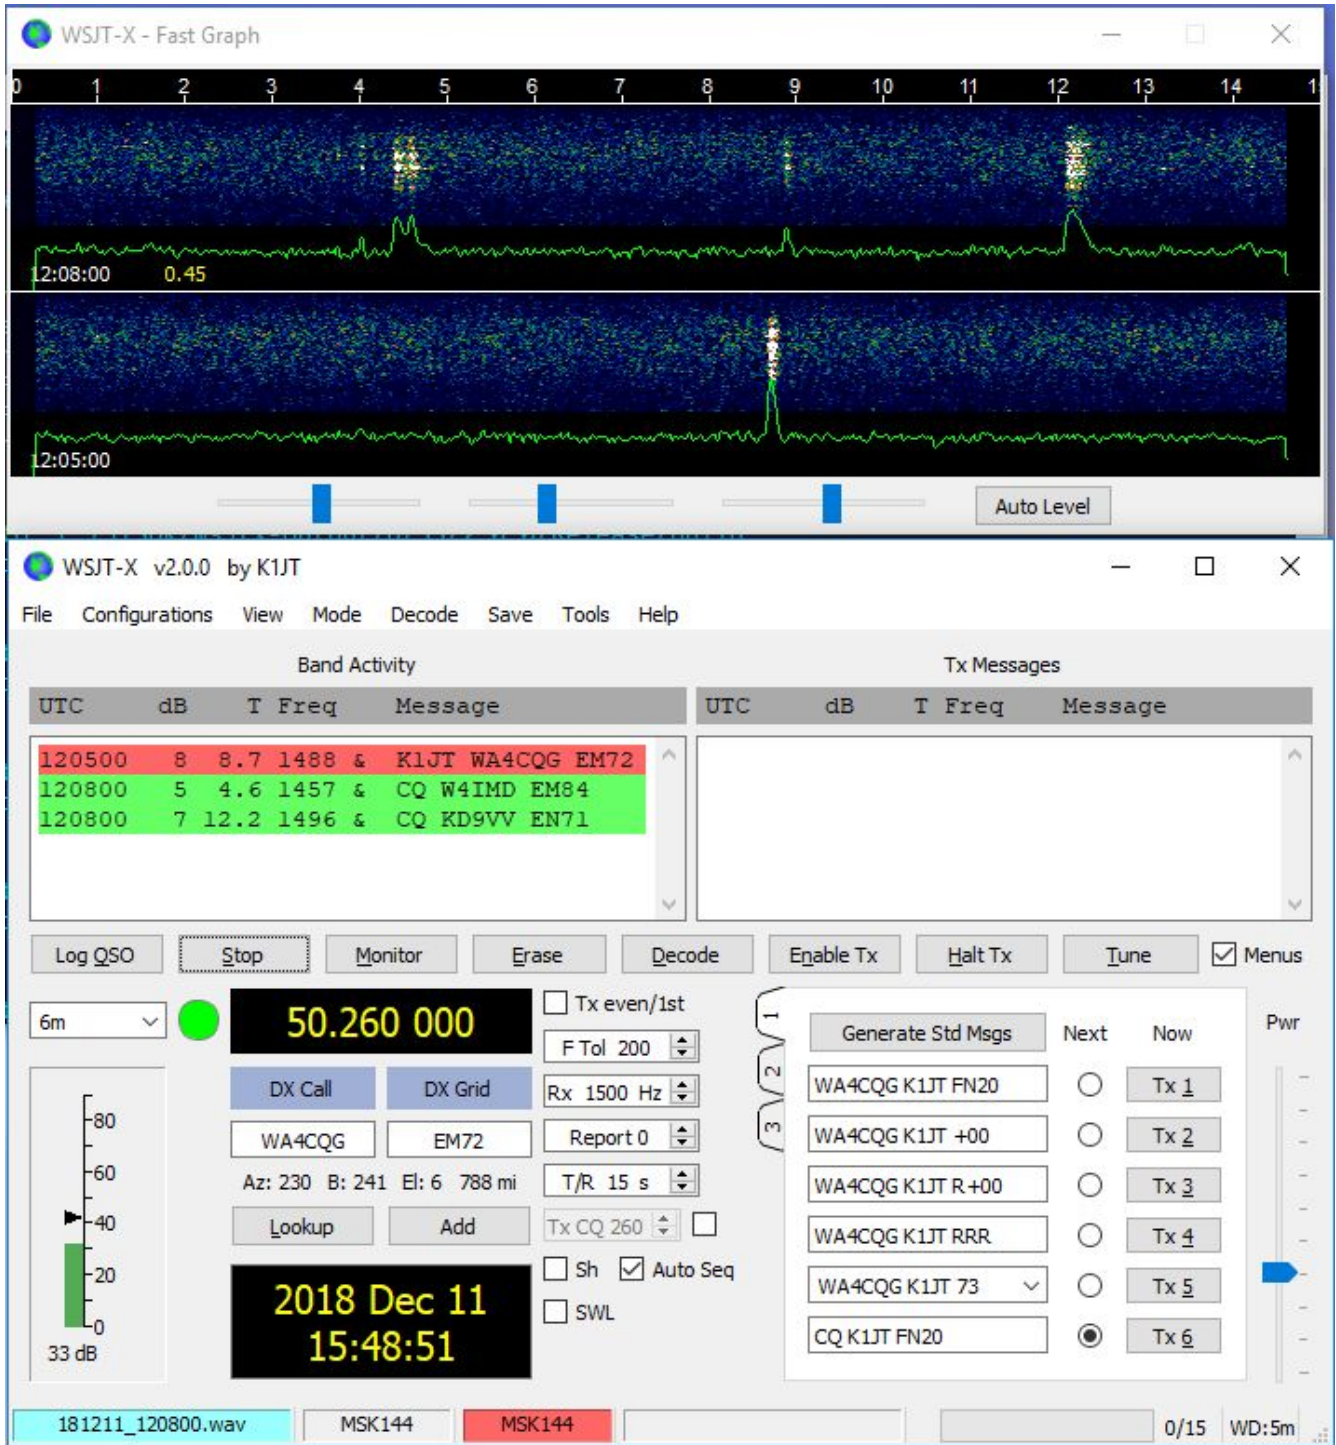 WSJT-X - Fast Graph
0 1 2 3 4 5 6 7 8 9 10 11 12 13 14
12:08:00 0.45
12:05:00
Auto Level
WSJT-X v2.0.0 by K1JT
File Configurations View Mode Decode Save Tools Help
Band Activity
UTC dB T Freq Message
120500 8 8.7 1488 & K1JT WA4CQG EM72
120800 5 4.6 1457 & CQ W4IMD EM84
120800 7 12.2 1496 & CQ KD9VV EN71
Tx Messages
UTC dB T Freq Message
Log QSO Stop Monitor Erase Decode Enable Tx Halt Tx Tune Menus
6m
50.260 000
DX Call DX Grid
WA4CQG EM72
Az: 230 B: 241 El: 6 788 mi
Lookup Add
2018 Dec 11
15:48:51
80
60
40
20
0
33 dB
Tx even/1st
F Tol 200
Rx 1500 Hz
Report 0
T/R 15 s
Tx CQ 260
Sh Auto Seq
SWL
1
2
3
Generate Std Msgs Next Now
WA4CQG K1JT FN20 Tx 1
WA4CQG K1JT +00 Tx 2
WA4CQG K1JT R+00 Tx 3
WA4CQG K1JT RRR Tx 4
WA4CQG K1JT 73 Tx 5
CQ K1JT FN20 Tx 6
Pwr
181211_120800.wav MSK144 MSK144 0/15 WD:5m